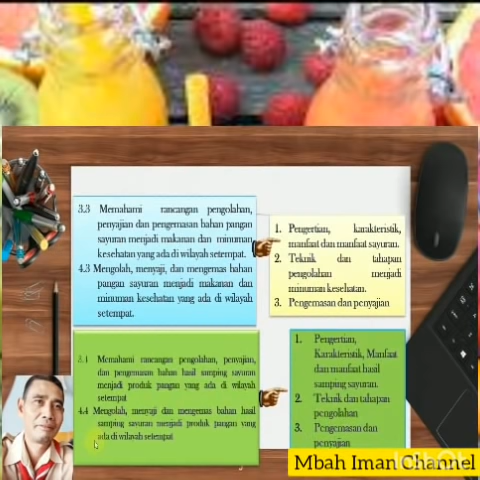 3.3 Memahami rancangan pengolahan,
penyajian dan pengemasan bahan pangan
sayuran menjadi makanan dan minuman
kesehatan yang ada di wilayah setempat.
4.3 Mengolah, menyaji, dan mengemas bahan
pangan sayuran menjadi makanan dan
minuman kesehatan yang ada di wilayah
setempat.
1. Pengertian, karakteristik,
manfaat dan manfaat sayuran.
2. Teknik dan tahapan
pengolahan menjadi
minuman kesehatan.
3. Pengemasan dan penyajian
3.4 Memahami rancangan pengolahan, penyajian,
dan pengemasan bahan hasil samping sayuran
menjadi produk pangan yang ada di wilayah
setempat
4.4 Mengolah, menyaji dan mengemas bahan hasil
samping sayuran menjadi produk pangan yang
ada di wilayah setempat
1. Pengertian,
Karakteristik, Manfaat
dan manfaat hasil
samping sayuran.
2. Teknik dan tahapan
pengolahan
3. Pengemasan dan
penyajian
Mbah Iman Channel